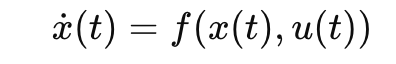 ẋ(t) = f(x(t), u(t))